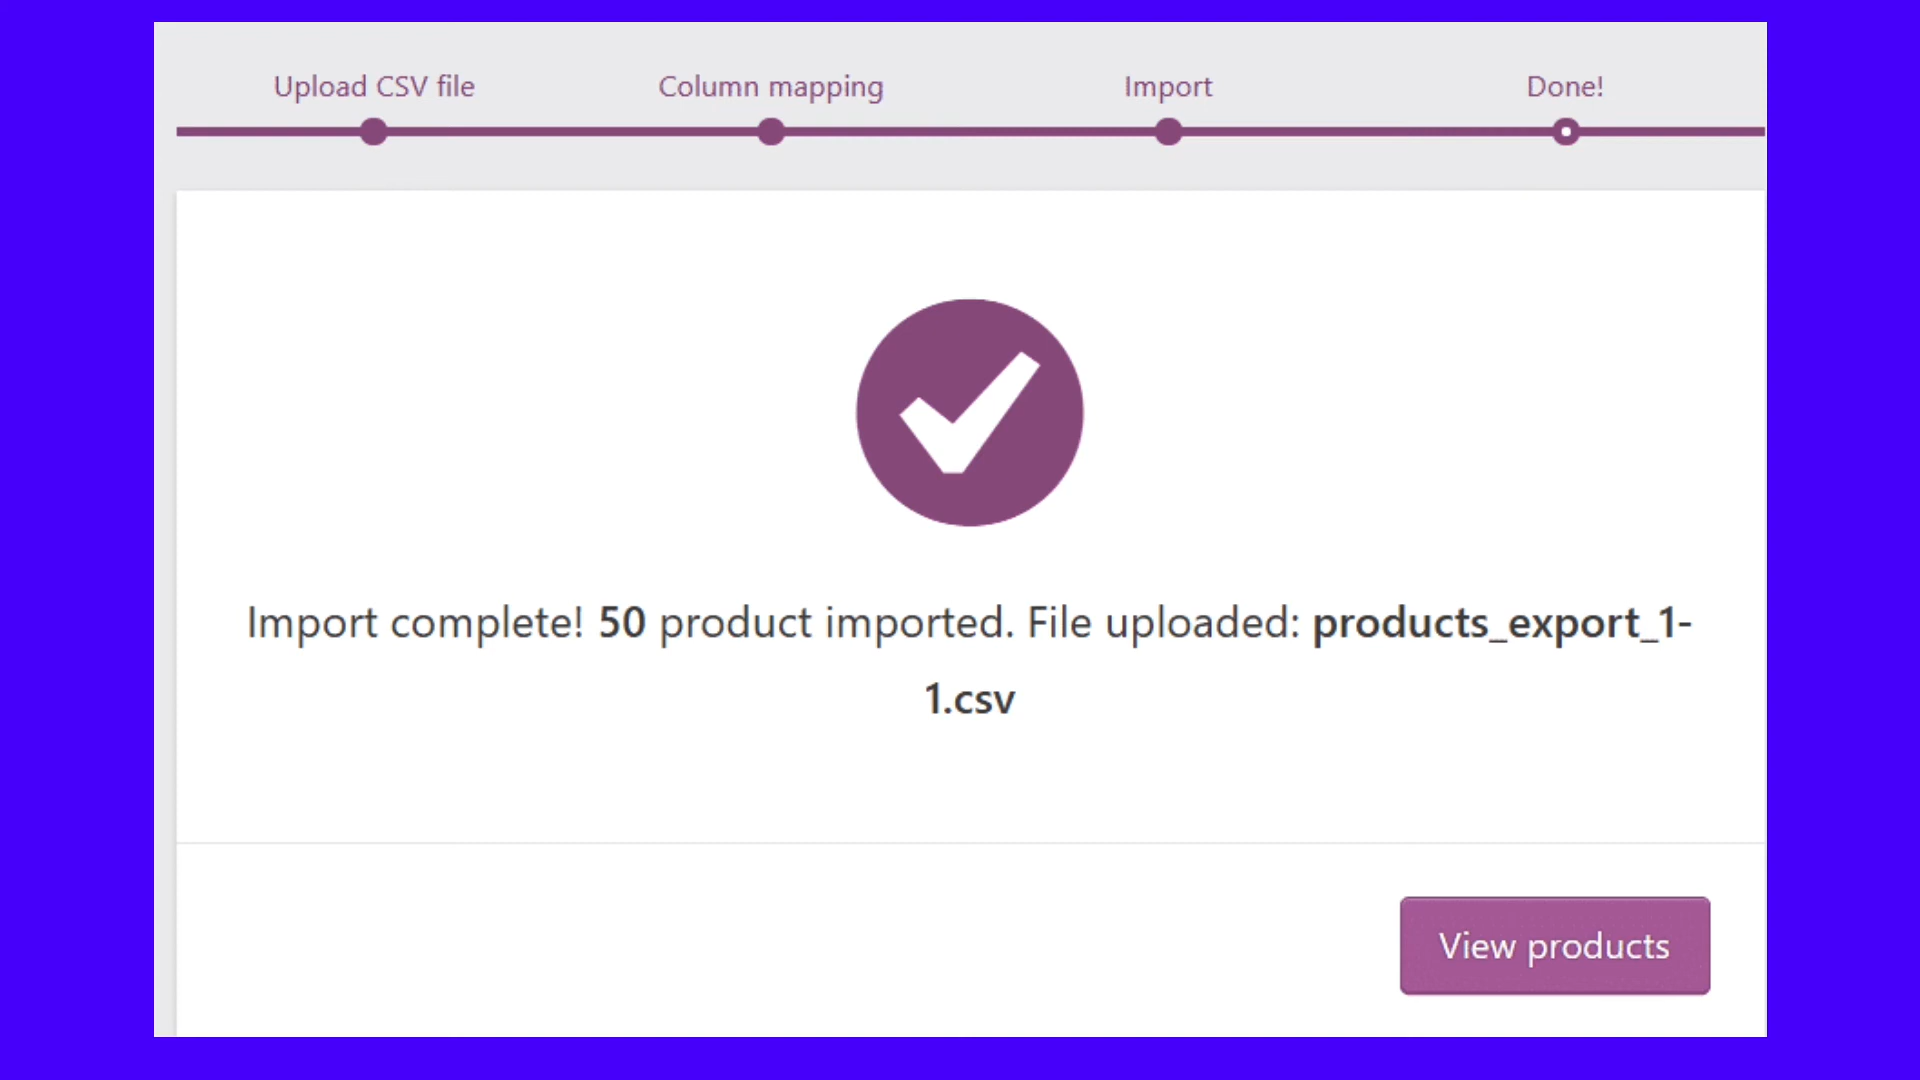 Upload CSV file
Column mapping
Import
Done!
Import complete! 50 product imported. File uploaded: products_export_1-
1.csv
View products